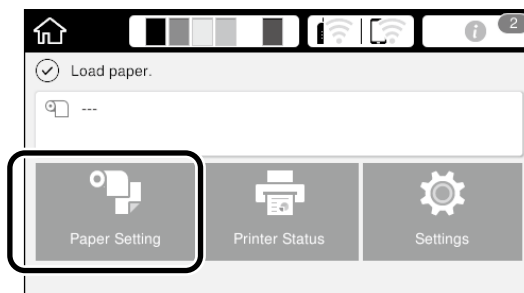 2
Load paper.
---
Paper Setting
Printer Status
Settings